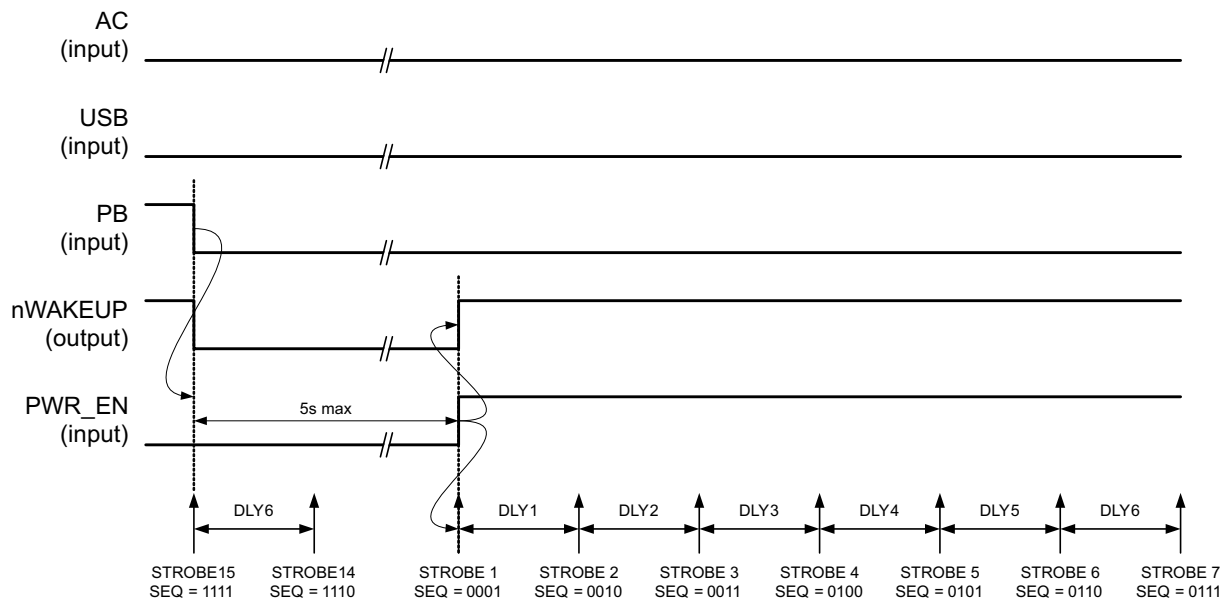 AC
(input)
USB
(input)
PB
(input)
nWAKEUP
(output)
PWR_EN
(input)
5s max
DLY6
DLY1
DLY2
DLY3
DLY4
DLY5
DLY6
STROBE15
SEQ = 1111
STROBE14
SEQ = 1110
STROBE 1
SEQ = 0001
STROBE 2
SEQ = 0010
STROBE 3
SEQ = 0011
STROBE 4
SEQ = 0100
STROBE 5
SEQ = 0101
STROBE 6
SEQ = 0110
STROBE 7
SEQ = 0111